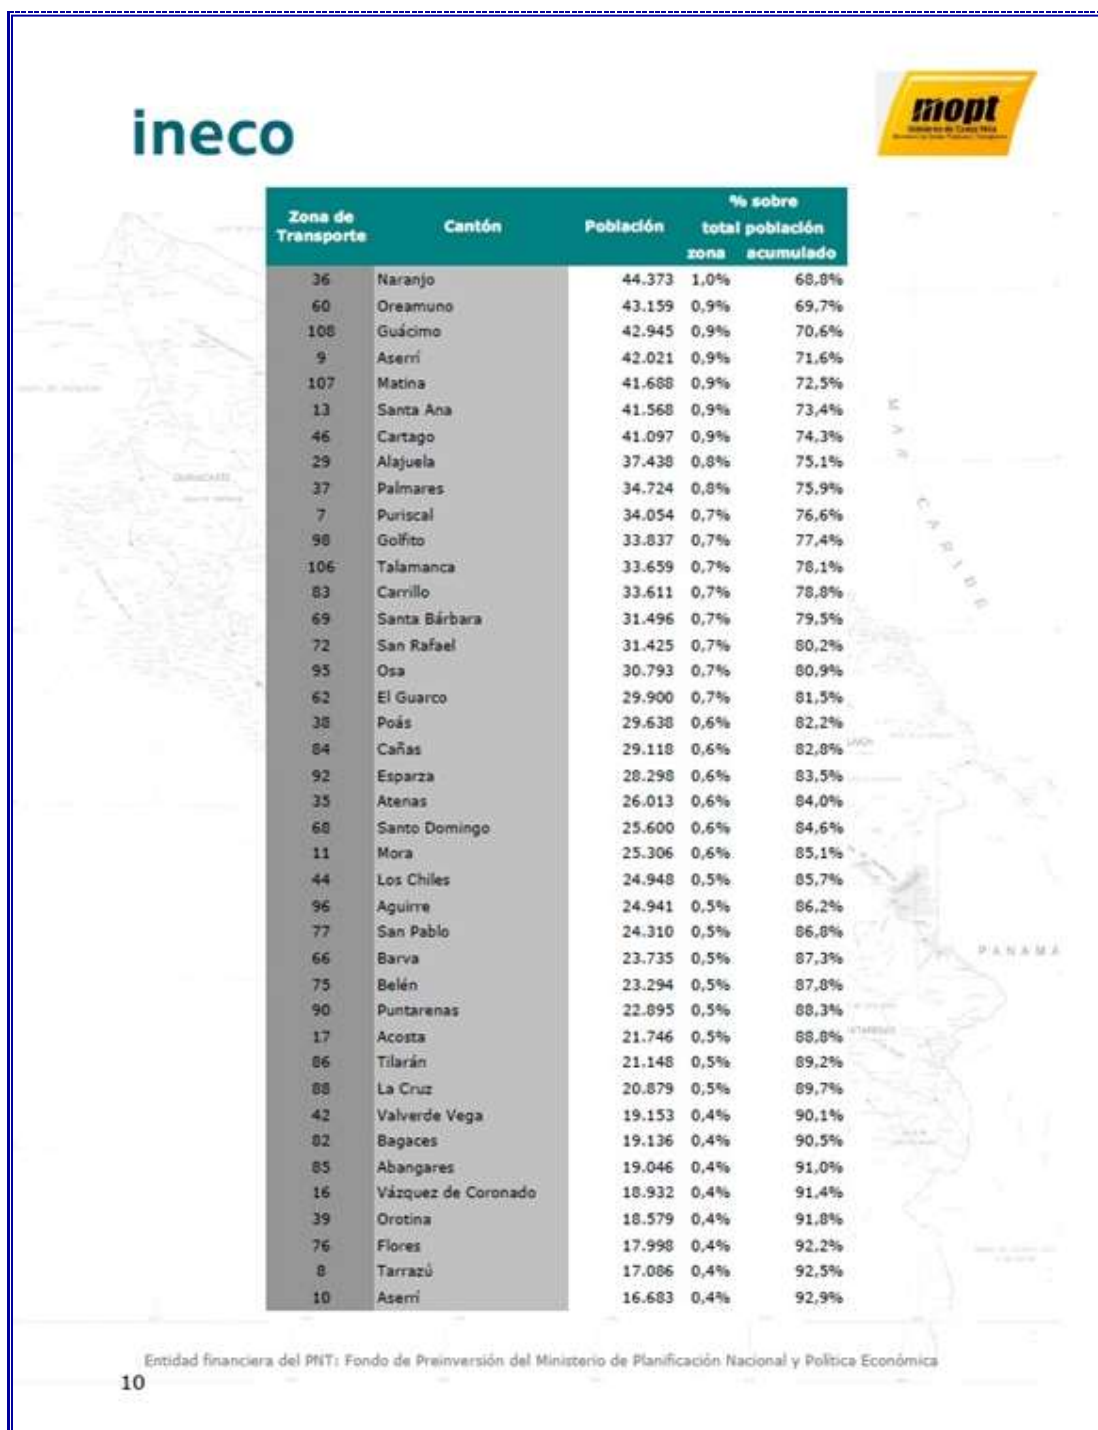 ineco
mopt
Zona de Transporte Cantón Población % sobre total población
zona acumulado
36 Naranjo 44.373 1,0% 68,8%
60 Oreamuno 43.159 0,9% 69,7%
108 Guácimo 42.945 0,9% 70,6%
9 Aserrí 42.021 0,9% 71,6%
107 Matina 41.688 0,9% 72,5%
13 Santa Ana 41.568 0,9% 73,4%
46 Cartago 41.097 0,9% 74,3%
29 Alajuela 37.438 0,8% 75,1%
37 Palmares 34.724 0,8% 75,9%
7 Puriscal 34.054 0,7% 76,6%
98 Golfito 33.837 0,7% 77,4%
106 Talamanca 33.659 0,7% 78,1%
83 Carrillo 33.611 0,7% 78,8%
69 Santa Bárbara 31.496 0,7% 79,5%
72 San Rafael 31.425 0,7% 80,2%
95 Osa 30.793 0,7% 80,9%
62 El Guarco 29.900 0,7% 81,5%
38 Poás 29.638 0,6% 82,2%
84 Cañas 29.118 0,6% 82,8%
92 Esparza 28.298 0,6% 83,5%
35 Atenas 26.013 0,6% 84,0%
68 Santo Domingo 25.600 0,6% 84,6%
11 Mora 25.306 0,6% 85,1%
44 Los Chiles 24.948 0,5% 85,7%
96 Aguirre 24.941 0,5% 86,2%
77 San Pablo 24.310 0,5% 86,8%
66 Barva 23.735 0,5% 87,3%
75 Belén 23.294 0,5% 87,8%
90 Puntarenas 22.895 0,5% 88,3%
17 Acosta 21.746 0,5% 88,8%
86 Tilarán 21.148 0,5% 89,2%
88 La Cruz 20.879 0,5% 89,7%
42 Valverde Vega 19.153 0,4% 90,1%
82 Bagaces 19.136 0,4% 90,5%
85 Abangares 19.046 0,4% 91,0%
16 Vázquez de Coronado 18.932 0,4% 91,4%
39 Orotina 18.579 0,4% 91,8%
76 Flores 17.998 0,4% 92,2%
8 Tarrazú 17.086 0,4% 92,5%
10 Aserrí 16.683 0,4% 92,9%
MAR CARIBE
PANAMÁ
Entidad financiera del PNT: Fondo de Preinversión del Ministerio de Planificación Nacional y Política Económica
10